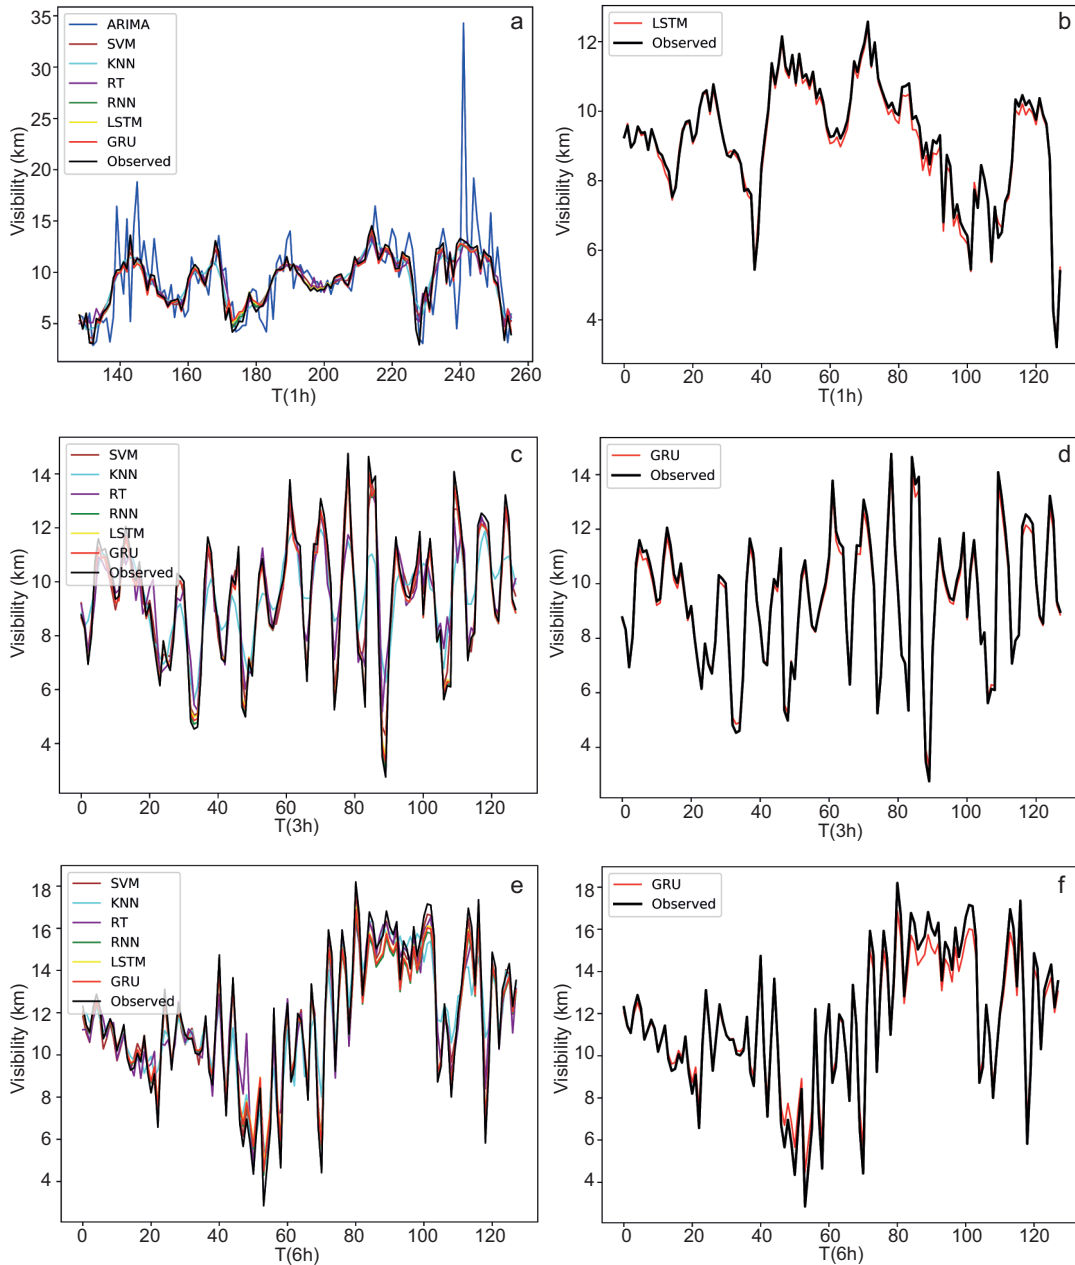 a
35
30
25
20
15
10
5
Visibility (km)
ARIMA
SVM
KNN
RT
RNN
LSTM
GRU
Observed
140
160
180
200
220
240
260
T(1h)
b
12
10
8
6
4
Visibility (km)
LSTM
Observed
0
20
40
60
80
100
120
T(1h)
c
14
12
10
8
6
4
Visibility (km)
SVM
KNN
RT
RNN
LSTM
GRU
Observed
0
20
40
60
80
100
120
T(3h)
d
14
12
10
8
6
4
Visibility (km)
GRU
Observed
0
20
40
60
80
100
120
T(3h)
e
18
16
14
12
10
8
6
4
Visibility (km)
SVM
KNN
RT
RNN
LSTM
GRU
Observed
0
20
40
60
80
100
120
T(6h)
f
18
16
14
12
10
8
6
4
Visibility (km)
GRU
Observed
0
20
40
60
80
100
120
T(6h)